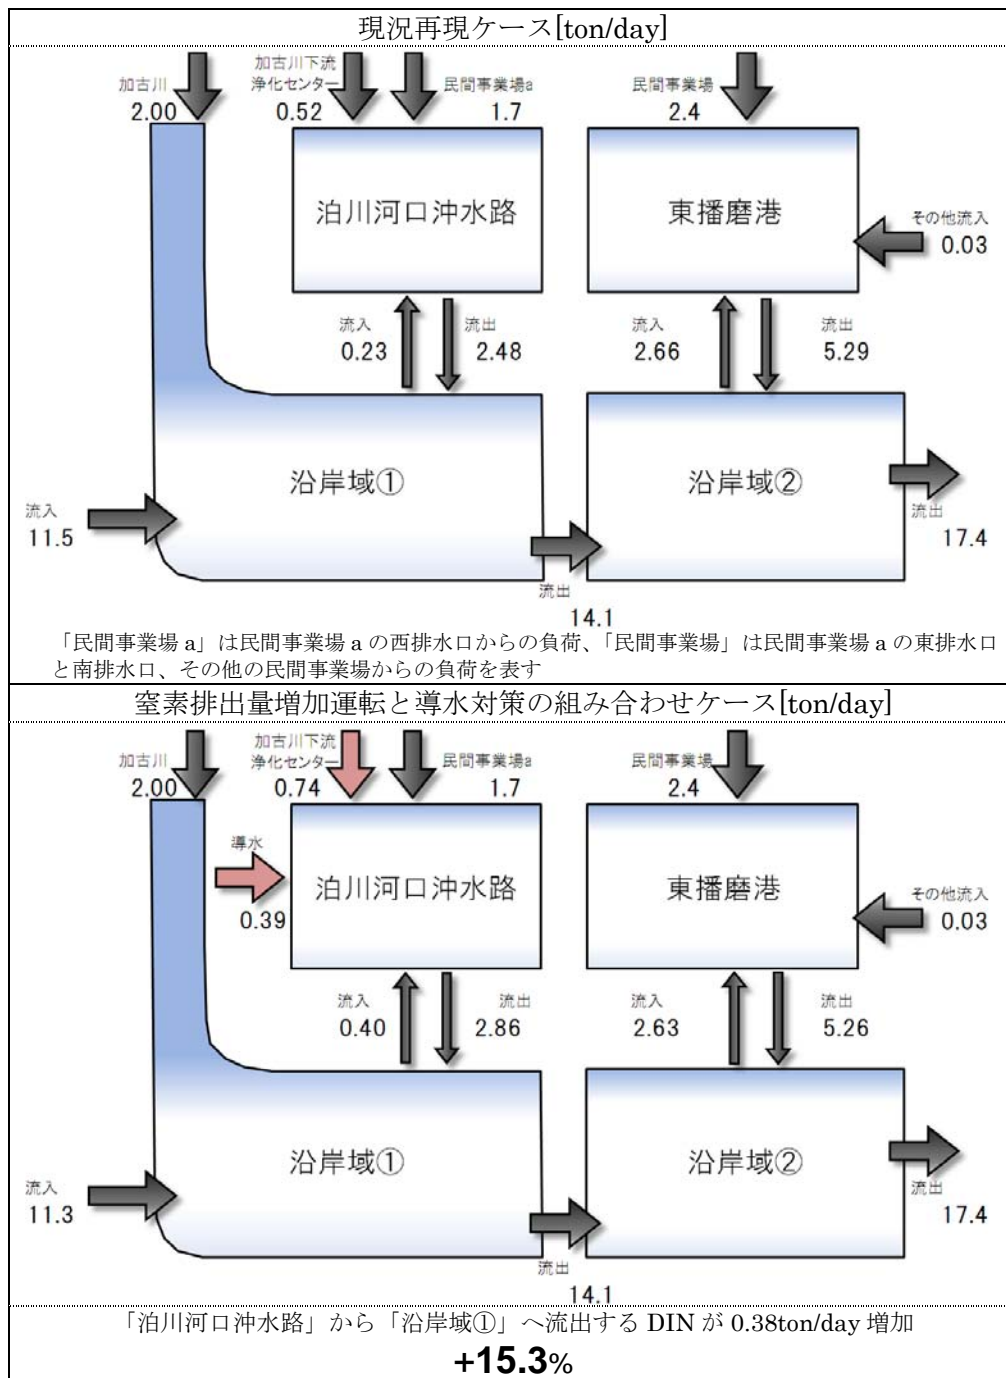 現況再現ケース[ton/day]
加古川
2.00
加古川下流
浄化センター
0.52
民間事業場a
1.7
民間事業場
2.4
泊川河口沖水路
東播磨港
その他流入
0.03
流入
0.23
流出
2.48
流入
2.66
流出
5.29
沿岸域①
沿岸域②
流入
11.5
流出
14.1
流出
17.4
「民間事業場 a」は民間事業場 a の西排水口からの負荷、「民間事業場」は民間事業場 a の東排水口
と南排水口、その他の民間事業場からの負荷を表す
窒素排出量増加運転と導水対策の組み合わせケース[ton/day]
加古川
2.00
加古川下流
浄化センター
0.74
民間事業場a
1.7
民間事業場
2.4
導水
0.39
泊川河口沖水路
東播磨港
その他流入
0.03
流入
0.40
流出
2.86
流入
2.63
流出
5.26
沿岸域①
沿岸域②
流入
11.3
流出
14.1
流出
17.4
「泊川河口沖水路」から「沿岸域①」へ流出する DIN が 0.38ton/day 増加
+15.3%